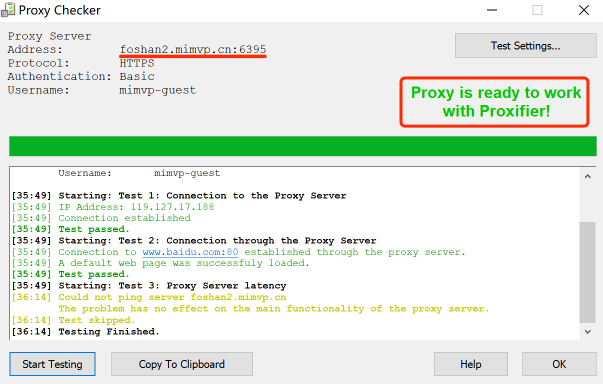 Proxy Checker
Proxy Server
Address: foshan2.mimvp.cn:6395
Protocol: HTTPS
Authentication: Basic
Username: mimvp-guest
Test Settings...
Proxy is ready to work
with Proxifier!
Username: mimvp-guest
[35:49] Starting: Test 1: Connection to the Proxy Server
[35:49] IP Address: 119.127.17.188
[35:49] Connection established
[35:49] Test passed.
[35:49] Starting: Test 2: Connection through the Proxy Server
[35:49] Connection to www.baidu.com:80 established through the proxy server.
[35:49] A default web page was successfuly loaded.
[35:49] Test passed.
[35:49] Starting: Test 3: Proxy Server latency
[36:14] Could not ping server foshan2.mimvp.cn
The problem has no effect on the main functionality of the proxy server.
[36:14] Test skipped.
[36:14] Testing Finished.
Start Testing
Copy To Clipboard
Help
OK